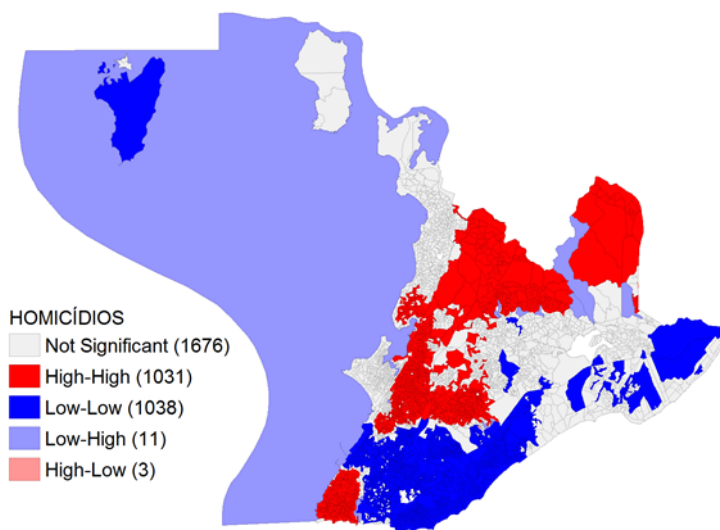 HOMICÍDIOS
Not Significant (1676)
High-High (1031)
Low-Low (1038)
Low-High (11)
High-Low (3)